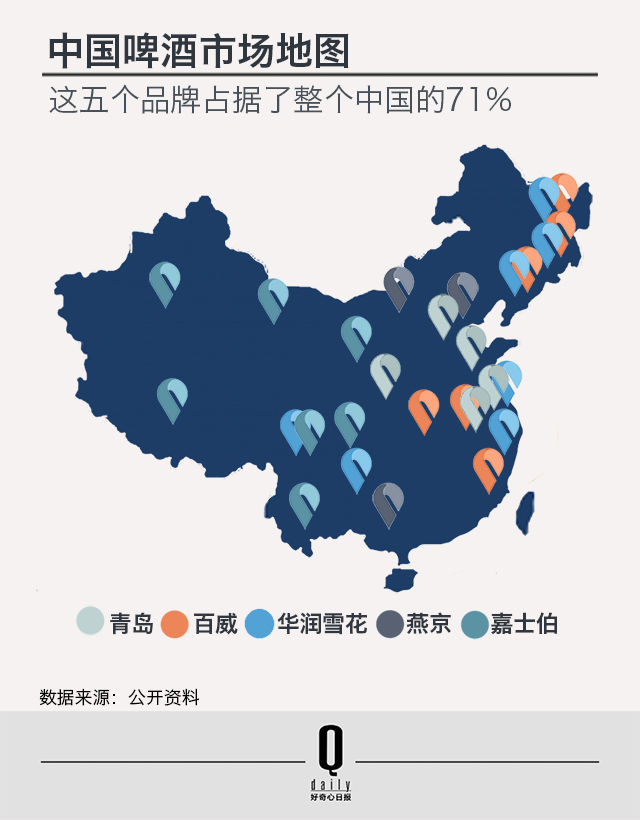 中国啤酒市场地图
这五个品牌占据了整个中国的71%
青岛 百威 华润雪花 燕京 嘉士伯
数据来源：公开资料
Q
daily
好奇心日报